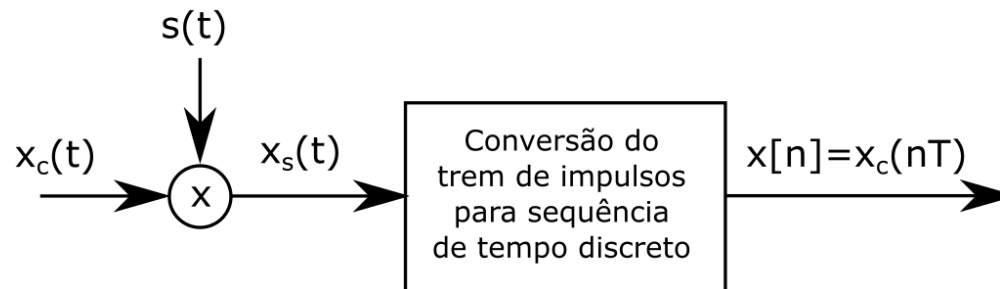 s(t)
x_c(t)
x
x_s(t)
Conversão do
trem de impulsos
para sequência
de tempo discreto
x[n]=x_c(nT)